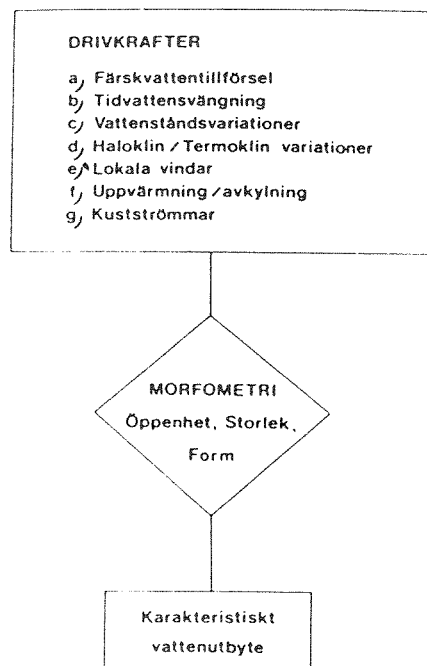 DRIVKRAFTER
a) Färskvattentillförsel
b) Tidvattensvängning
c) Vattenståndsvariationer
d) Haloklin / Termoklin variationer
e) Lokala vindar
f) Uppvärmning / avkylning
g) Kustströmmar
MORFOMETRI
Öppenhet, Storlek,
Form
Karakteristiskt
vattenutbyte